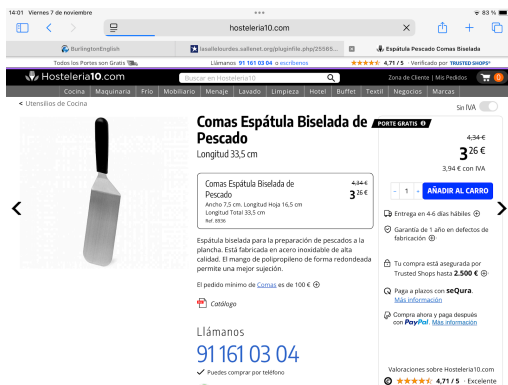 14:01 Viernes 7 de noviembre
83 %
hosteleria10.com
BurlingtonEnglish
lasallelourdes.sallenet.org/pluginfile.php/25565...
Espátula Pescado Comas Biselada
Todos los Portes son Gratis
Llámanos 91 161 03 04 o escríbenos
4,71 / 5 · Verificado por TRUSTED SHOPS
Hosteleria10.com
Buscar en Hosteleria10
Zona de Cliente | Mis Pedidos
0
Cocina | Maquinaria | Frío | Mobiliario | Menaje | Lavado | Limpieza | Hotel | Buffet | Textil | Negocios | Marcas
< Utensilios de Cocina
Sin IVA
Comas Espátula Biselada de Pescado
Longitud 33,5 cm
Comas Espátula Biselada de
Pescado
4,34 €
3 26 €
Ancho 7,5 cm. Longitud Hoja 16,5 cm
Longitud Total 33,5 cm
Ref. 8936
Espátula biselada para la preparación de pescados a la
plancha. Está fabricada en acero inoxidable de alta
calidad. El mango de polipropileno de forma redondeada
permite una mejor sujeción.
El pedido mínimo de Comas es de 100 €
Catálogo
Llámanos
91 161 03 04
Puedes comprar por teléfono
PORTE GRATIS
4,34 €
3 26 €
3,94 € con IVA
- 1 +
AÑADIR AL CARRO
Entrega en 4-6 días hábiles
Garantía de 1 año en defectos de
fabricación
Tu compra está asegurada por
Trusted Shops hasta 2.500 €
Paga a plazos con seQura.
Más información
Compra ahora y paga después
con PayPal. Más información
Valoraciones sobre Hosteleria10.com
4,71 / 5 · Excelente